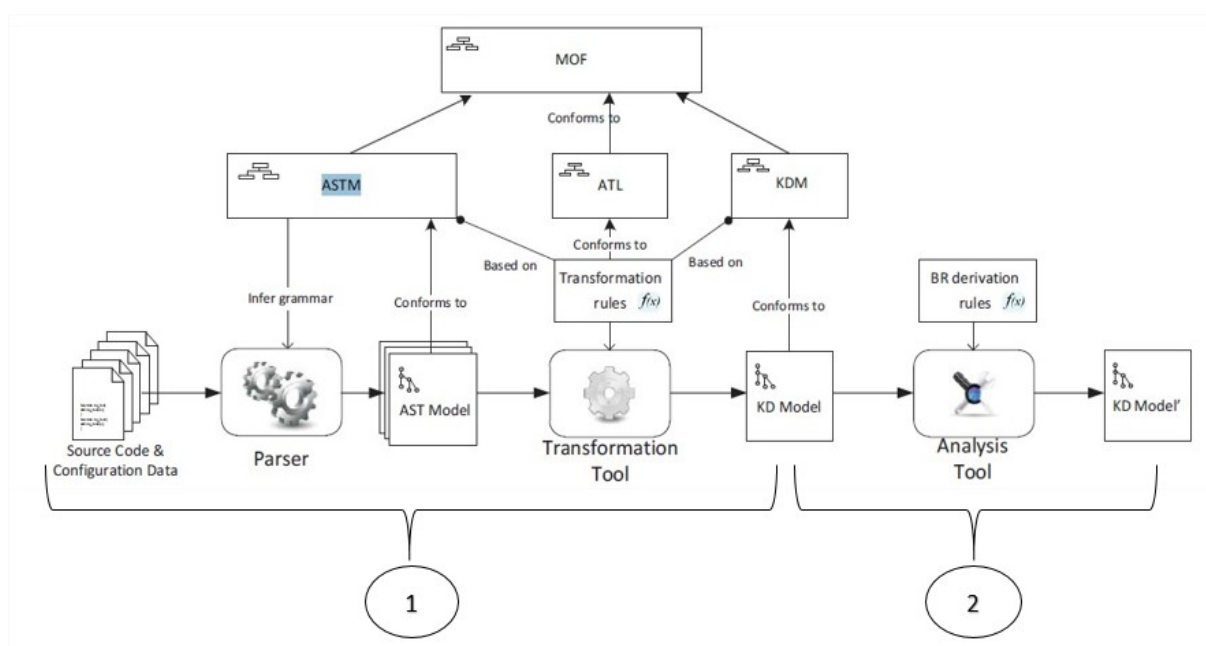 MOF
Conforms to
ASTM
ATL
KDM
Based on
Conforms to
Based on
Infer grammar
Conforms to
Transformation
rules f(x)
Conforms to
BR derivation
rules f(x)
AST Model
KD Model
KD Model'
Source Code &
Configuration Data
Parser
Transformation
Tool
Analysis
Tool
1
2